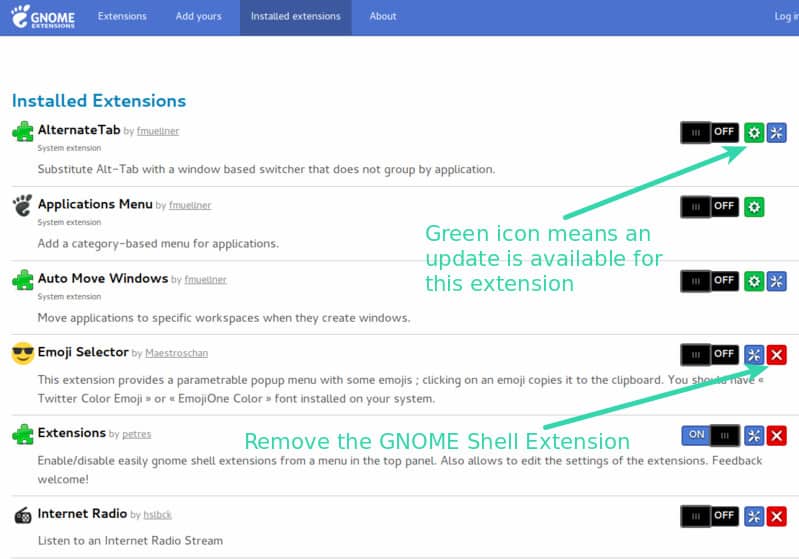 GNOME EXTENSIONS Extensions Add yours Installed extensions About Log in
Installed Extensions
AlternateTab by fmuellner OFF
System extension
Substitute Alt-Tab with a window based switcher that does not group by application.
Applications Menu by fmuellner OFF
System extension
Add a category-based menu for applications.
Green icon means an
update is available for
this extension
Auto Move Windows by fmuellner OFF
System extension
Move applications to specific workspaces when they create windows.
Emoji Selector by Maestroschan OFF
This extension provides a parametrable popup menu with some emojis ; clicking on an emoji copies it to the clipboard. You should have «
Twitter Color Emoji » or « EmojiOne Color » font installed on your system.
Extensions by petres ON
Remove the GNOME Shell Extension
Enable/disable easily gnome shell extensions from a menu in the top panel. Also allows to edit the settings of the extensions. Feedback
welcome!
Internet Radio by hslbck OFF
Listen to an Internet Radio Stream